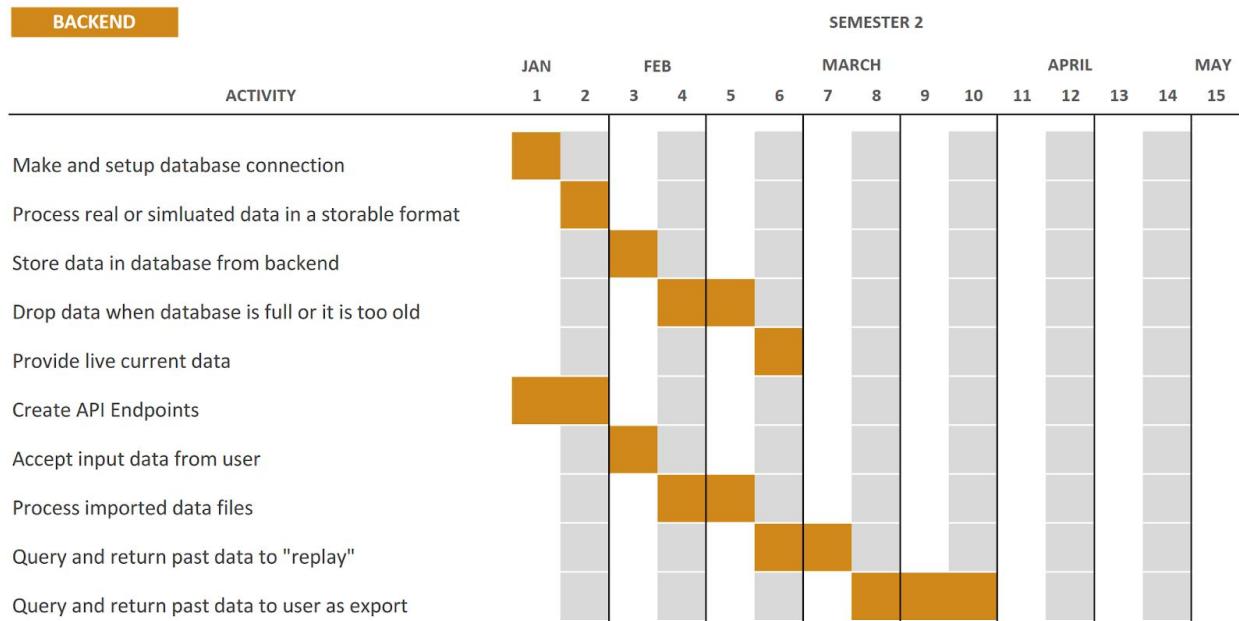 BACKEND
SEMESTER 2
JAN FEB MARCH APRIL MAY
ACTIVITY 1 2 3 4 5 6 7 8 9 10 11 12 13 14 15
Make and setup database connection
Process real or simluated data in a storable format
Store data in database from backend
Drop data when database is full or it is too old
Provide live current data
Create API Endpoints
Accept input data from user
Process imported data files
Query and return past data to "replay"
Query and return past data to user as export